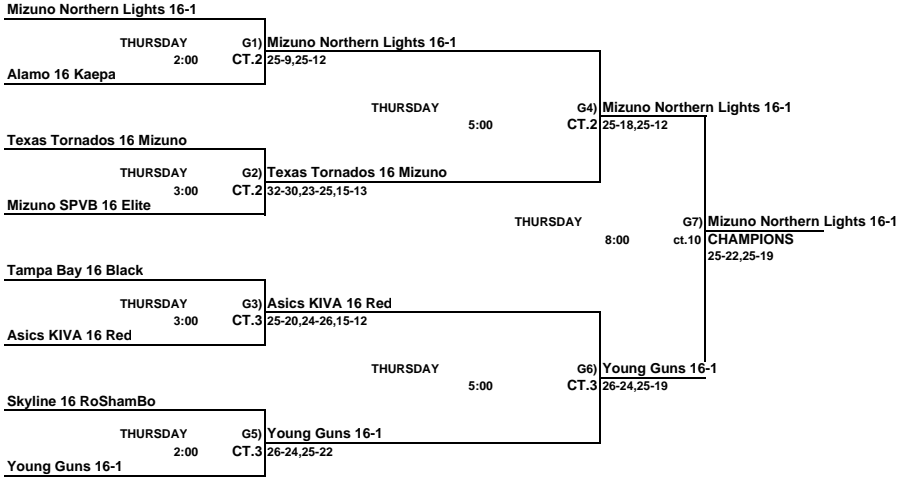 Mizuno Northern Lights 16-1
THURSDAY G1) Mizuno Northern Lights 16-1
2:00 CT.2 25-9,25-12
Alamo 16 Kaepa
THURSDAY G4) Mizuno Northern Lights 16-1
5:00 CT.2 25-18,25-12
Texas Tornados 16 Mizuno
THURSDAY G2) Texas Tornados 16 Mizuno
3:00 CT.2 32-30,23-25,15-13
Mizuno SPVB 16 Elite
THURSDAY G7) Mizuno Northern Lights 16-1
8:00 ct.10 CHAMPIONS
25-22,25-19
Tampa Bay 16 Black
THURSDAY G3) Asics KIVA 16 Red
3:00 CT.3 25-20,24-26,15-12
Asics KIVA 16 Red
THURSDAY G6) Young Guns 16-1
5:00 CT.3 26-24,25-19
Skyline 16 RoShamBo
THURSDAY G5) Young Guns 16-1
2:00 CT.3 26-24,25-22
Young Guns 16-1